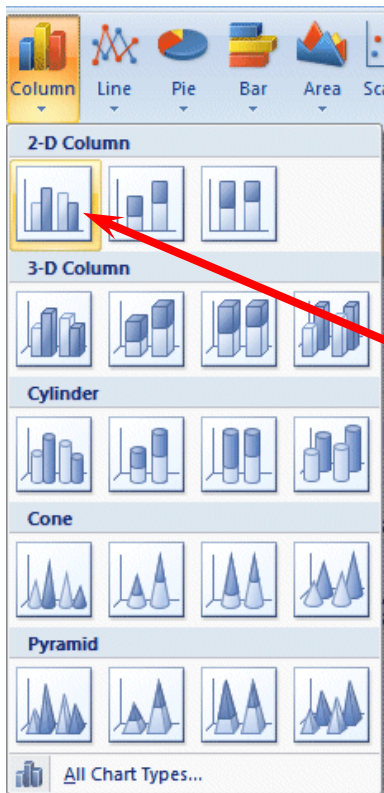 Column Line Pie Bar Area
2-D Column
3-D Column
Cylinder
Cone
Pyramid
All Chart Types...